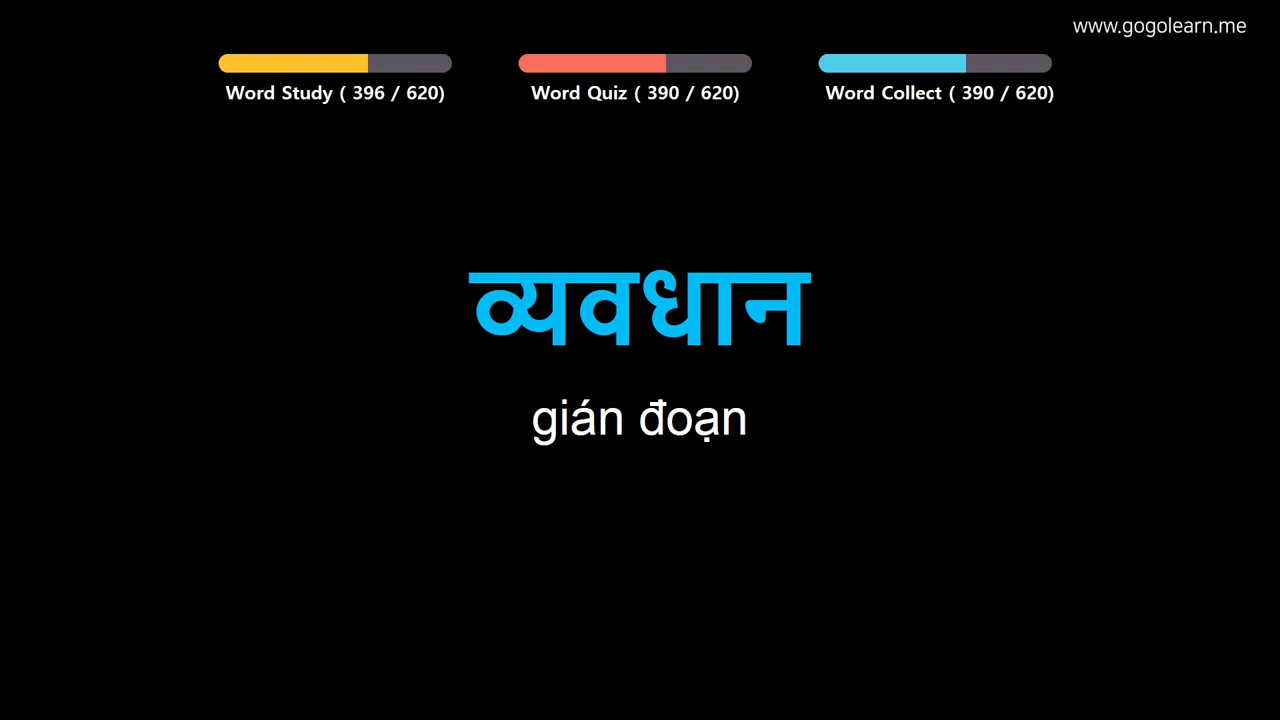 www.gogolearn.me
Word Study ( 396 / 620)
Word Quiz ( 390 / 620)
Word Collect ( 390 / 620)
व्यवधान
gián đoạn